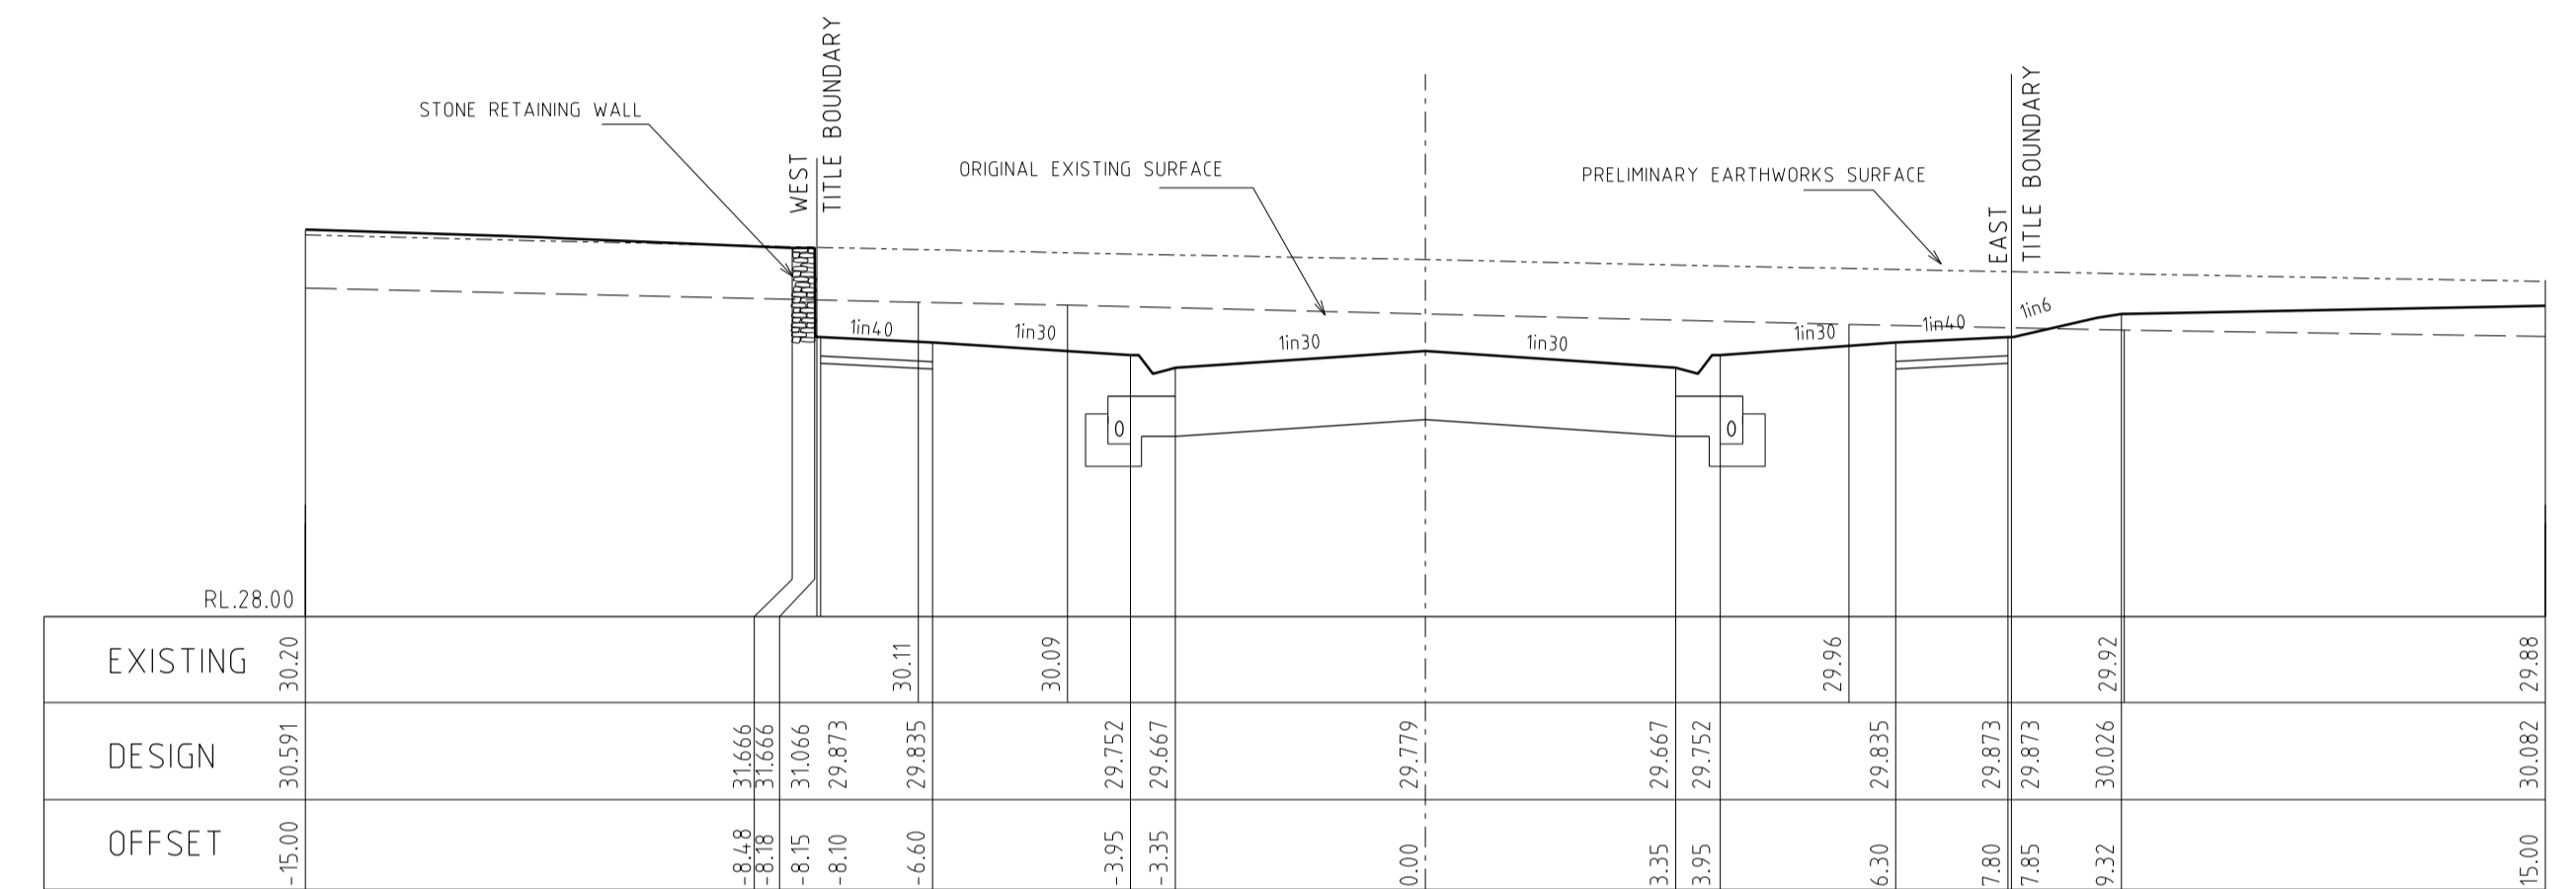 STONE RETAINING WALL
WEST
TITLE BOUNDARY
ORIGINAL EXISTING SURFACE
PRELIMINARY EARTHWORKS SURFACE
EAST
TITLE BOUNDARY
1in40
1in30
1in30
1in30
1in30
1in40
1in6
0
0
RL.28.00
EXISTING 30.20 30.11 30.09 29.96 29.92 29.88
DESIGN 30.591 31.666 31.666 31.066 29.873 29.835 29.752 29.667 29.779 29.667 29.752 29.835 29.873 29.873 30.026 30.082
OFFSET -15.00 -8.48 -8.18 -8.15 -8.10 -6.60 -3.95 -3.35 0.00 3.35 3.95 6.30 7.80 7.85 9.32 15.00